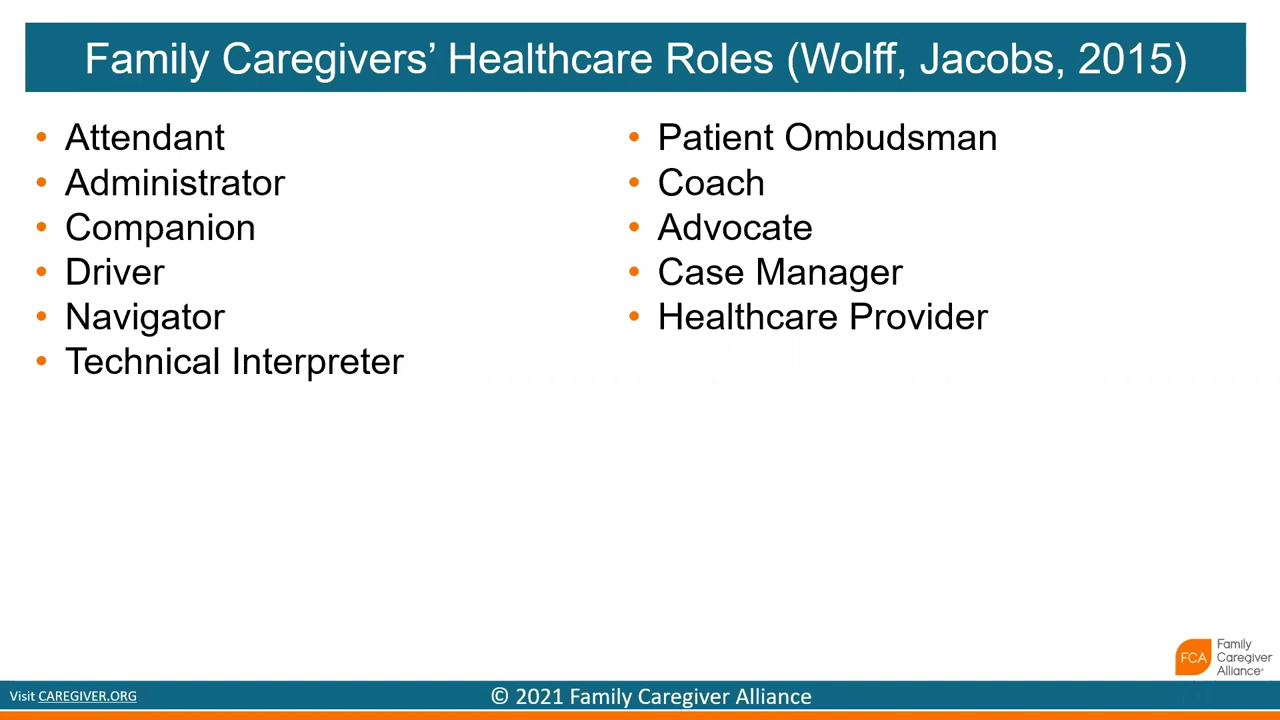 Family Caregivers’ Healthcare Roles (Wolff, Jacobs, 2015)
• Attendant
• Administrator
• Companion
• Driver
• Navigator
• Technical Interpreter
• Patient Ombudsman
• Coach
• Advocate
• Case Manager
• Healthcare Provider
FCA
Family
Caregiver
Alliance®
Visit CAREGIVER.ORG
© 2021 Family Caregiver Alliance